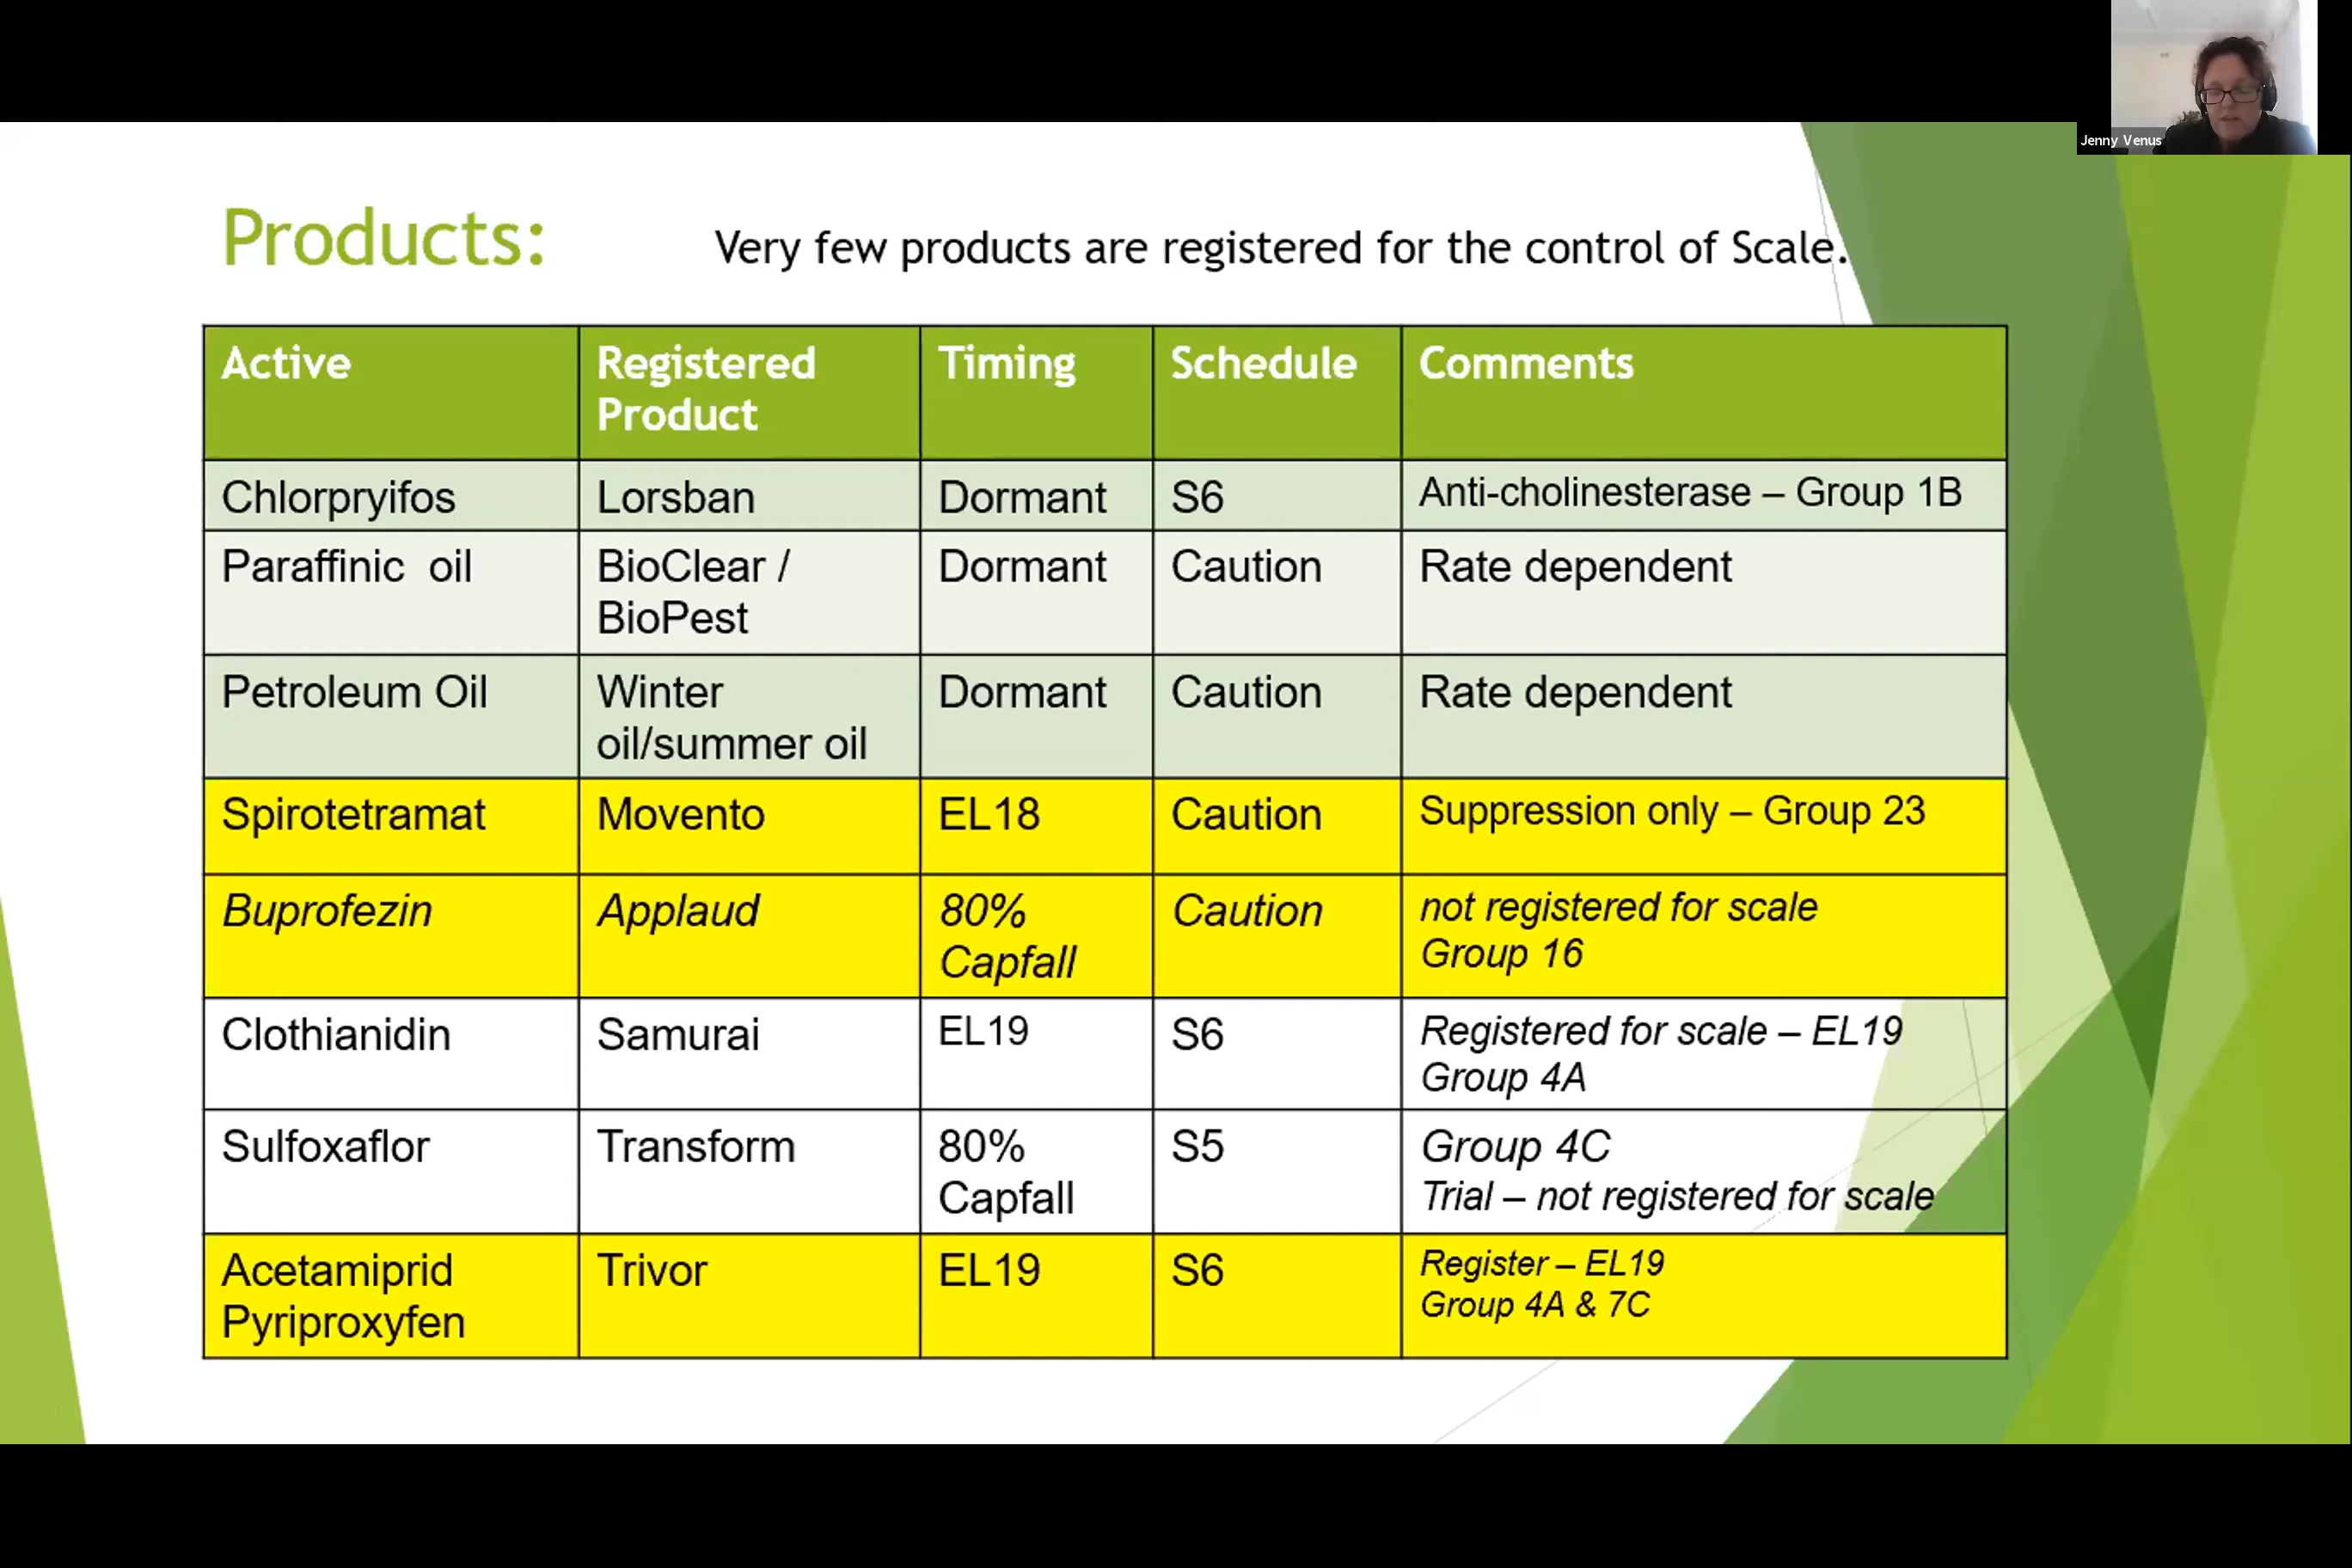 Jenny Venus
Products:
Very few products are registered for the control of Scale.
Active Registered Product Timing Schedule Comments
Chlorpryifos Lorsban Dormant S6 Anti-cholinesterase – Group 1B
Paraffinic oil BioClear / BioPest Dormant Caution Rate dependent
Petroleum Oil Winter oil/summer oil Dormant Caution Rate dependent
Spirotetramat Movento EL18 Caution Suppression only – Group 23
Buprofezin Applaud 80% Capfall Caution not registered for scale Group 16
Clothianidin Samurai EL19 S6 Registered for scale – EL19 Group 4A
Sulfoxaflor Transform 80% Capfall S5 Group 4C Trial – not registered for scale
Acetamiprid Pyriproxyfen Trivor EL19 S6 Register – EL19 Group 4A & 7C